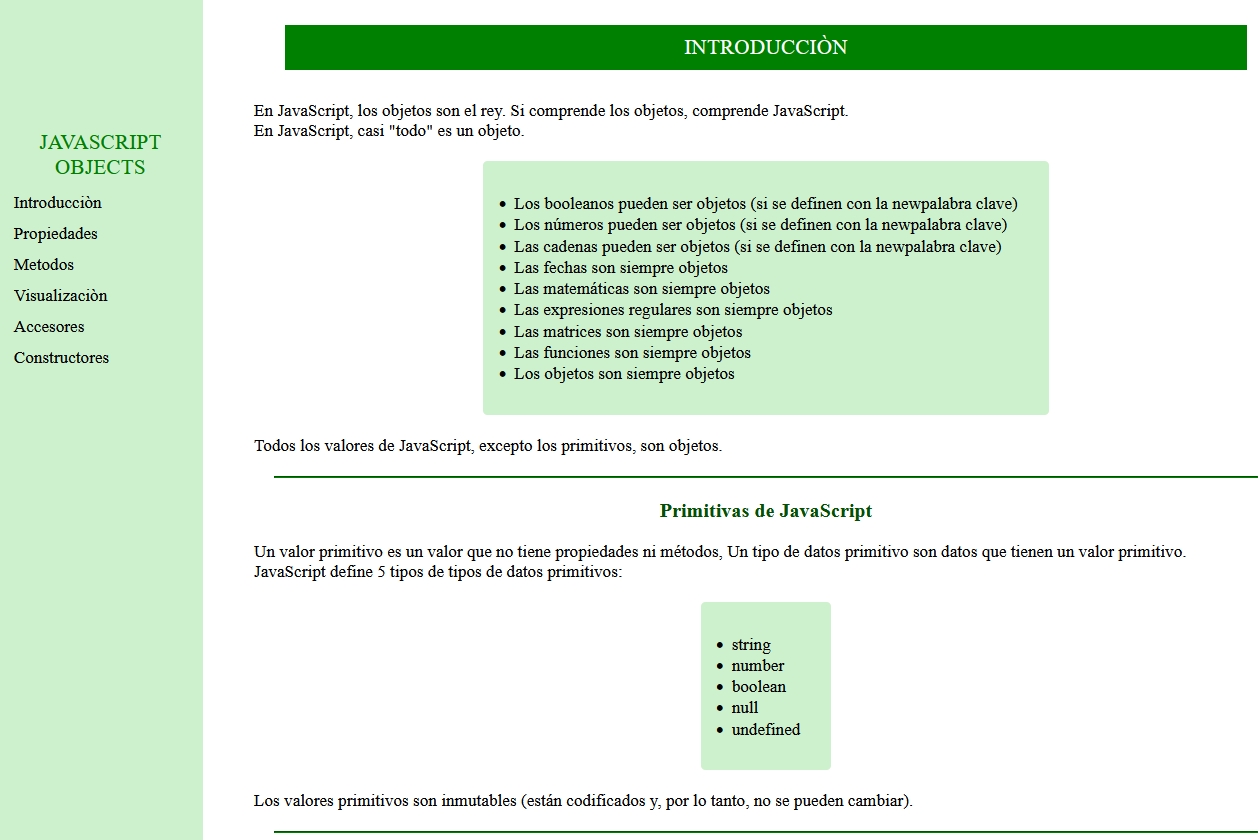 JAVASCRIPT
OBJECTS
Introducciòn
Propiedades
Metodos
Visualizaciòn
Accesores
Constructores
INTRODUCCIÒN
En JavaScript, los objetos son el rey. Si comprende los objetos, comprende JavaScript.
En JavaScript, casi "todo" es un objeto.
• Los booleanos pueden ser objetos (si se definen con la newpalabra clave)
• Los números pueden ser objetos (si se definen con la newpalabra clave)
• Las cadenas pueden ser objetos (si se definen con la newpalabra clave)
• Las fechas son siempre objetos
• Las matemáticas son siempre objetos
• Las expresiones regulares son siempre objetos
• Las matrices son siempre objetos
• Las funciones son siempre objetos
• Los objetos son siempre objetos
Todos los valores de JavaScript, excepto los primitivos, son objetos.
Primitivas de JavaScript
Un valor primitivo es un valor que no tiene propiedades ni métodos, Un tipo de datos primitivo son datos que tienen un valor primitivo.
JavaScript define 5 tipos de tipos de datos primitivos:
• string
• number
• boolean
• null
• undefined
Los valores primitivos son inmutables (están codificados y, por lo tanto, no se pueden cambiar).